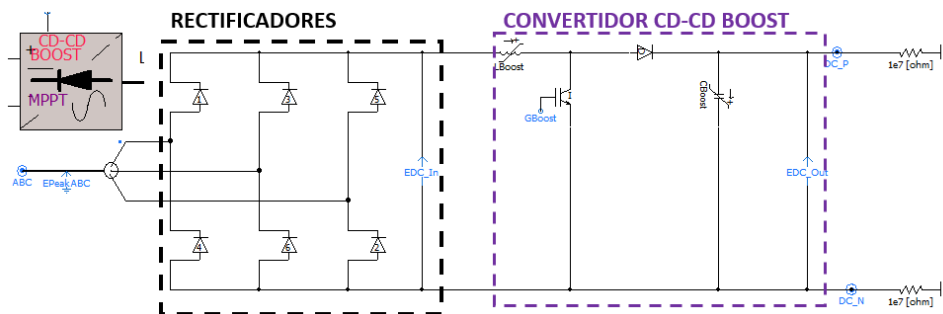 RECTIFICADORES
CONVERTIDOR CD-CD BOOST
CD-CD
BOOST
MPPT
L
LBoost
DC_P
1e7 [ohm]
1
3
5
I
CBoost
GBoost
ABC
EPeakABC
EDC_In
EDC_Out
4
6
2
DC_N
1e7 [ohm]